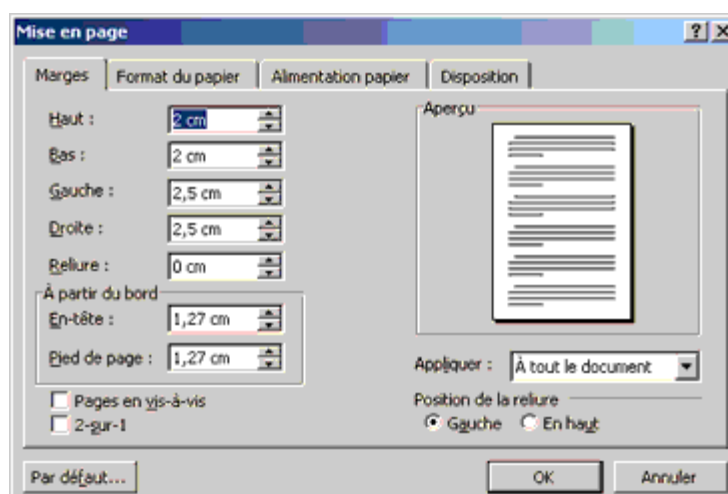 Mise en page
Marges Format du papier Alimentation papier Disposition
Haut : 2 cm
Bas : 2 cm
Gauche : 2,5 cm
Droite : 2,5 cm
Reliure : 0 cm
À partir du bord
En-tête : 1,27 cm
Pied de page : 1,27 cm
Pages en vis-à-vis
2-sur-1
Aperçu
Appliquer : À tout le document
Position de la reliure
Gauche En haut
Par défaut... OK Annuler